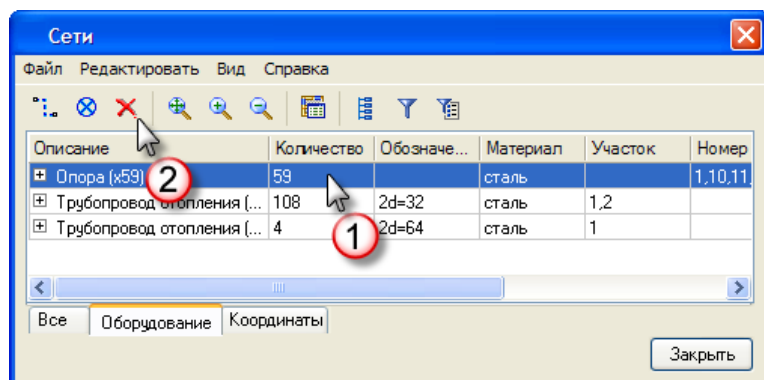 Сети
Файл Редактировать Вид Справка
Описание Количество Обозначе... Материал Участок Номер
Опора (x59) 59 сталь 1,10,11,
Трубопровод отопления (... 108 2d=32 сталь 1,2
Трубопровод отопления (... 4 2d=64 сталь 1
2
1
Все Оборудование Координаты
Закрыть